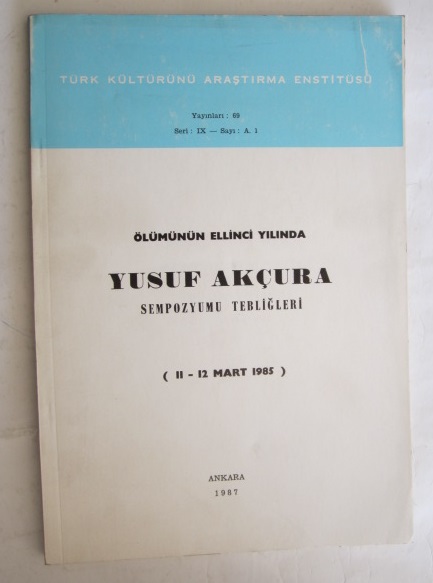 TÜRK KÜLTÜRÜNÜ ARAŞTIRMA ENSTİTÜSÜ
Yayınları : 69
Seri : IX — Sayı : A. 1
ÖLÜMÜNÜN ELLİNCİ YILINDA
YUSUF AKÇURA
SEMPOZYUMU TEBLİĞLERİ
( 11 - 12 MART 1985 )
ANKARA
1987